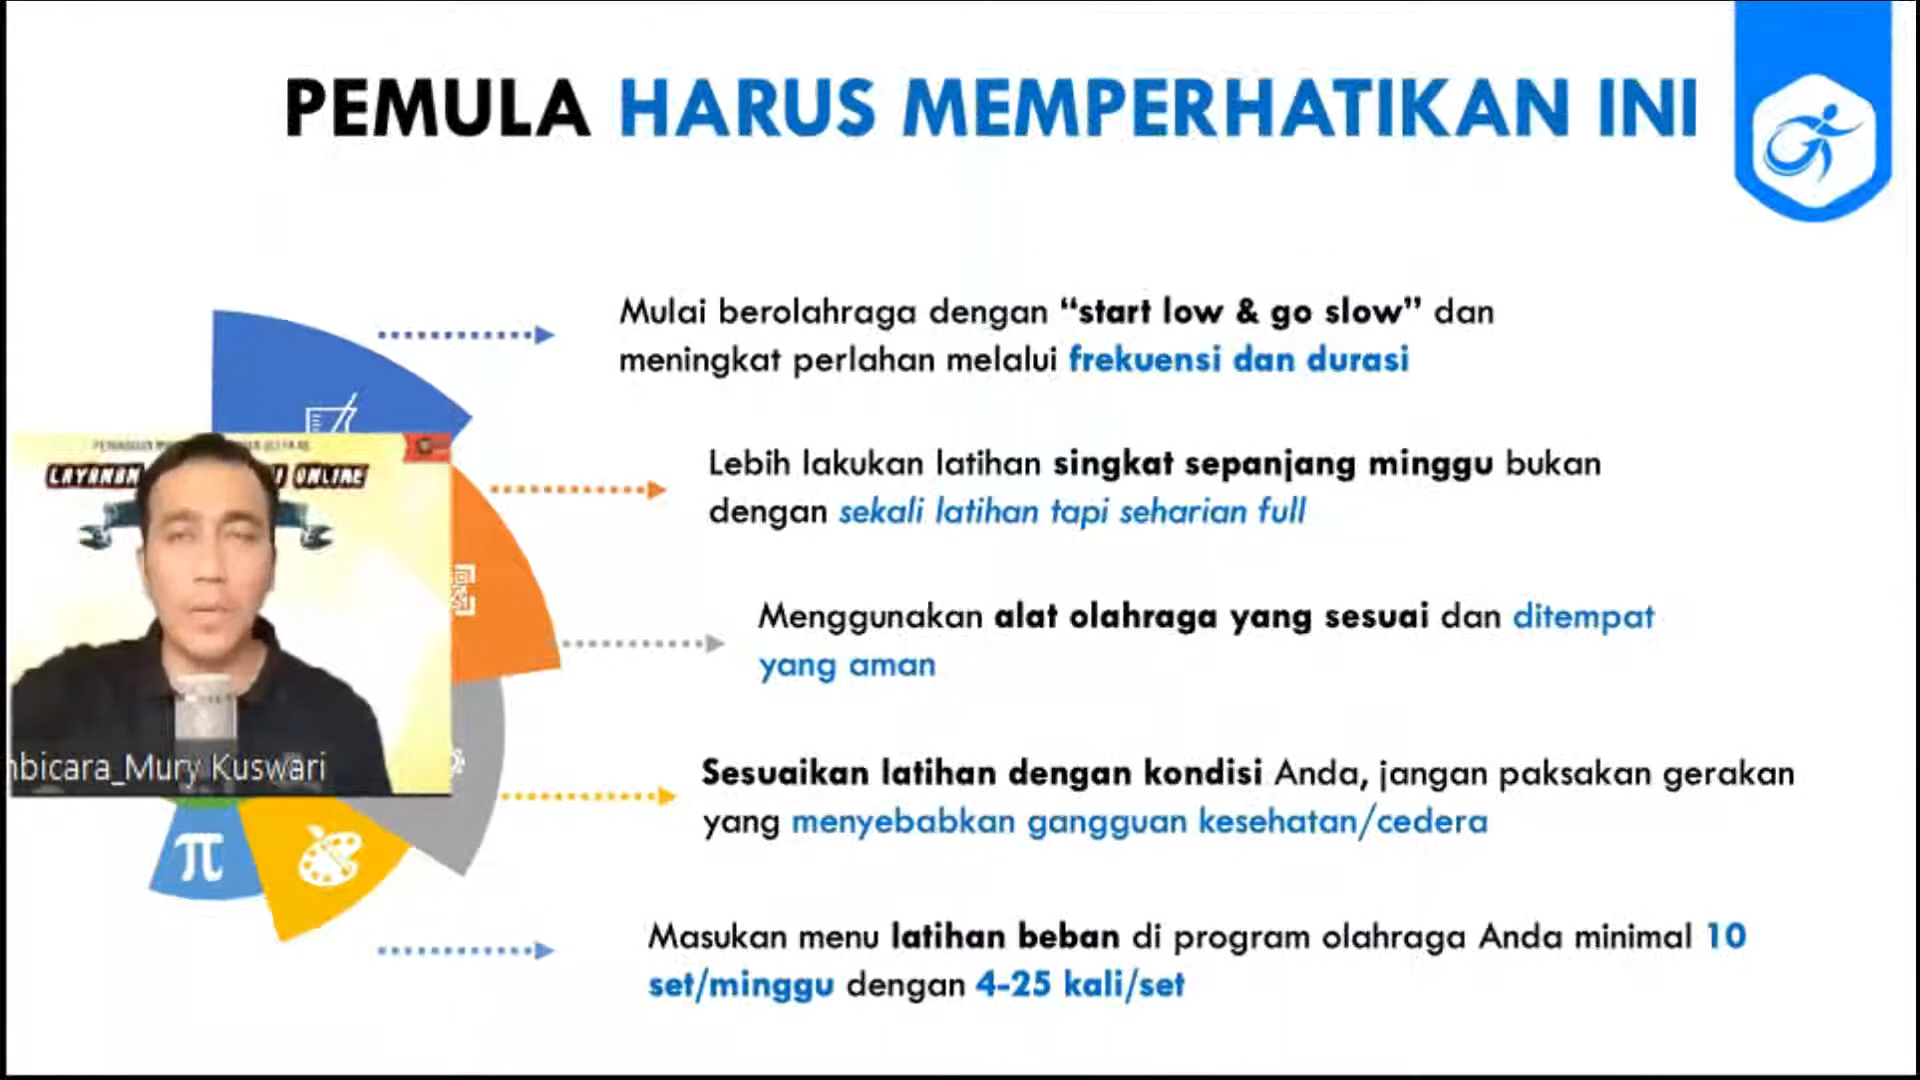 PEMULA HARUS MEMPERHATIKAN INI
Mulai berolahraga dengan “start low & go slow” dan
meningkat perlahan melalui frekuensi dan durasi
Lebih lakukan latihan singkat sepanjang minggu bukan
dengan sekali latihan tapi seharian full
Menggunakan alat olahraga yang sesuai dan ditempat
yang aman
Sesuaikan latihan dengan kondisi Anda, jangan paksakan gerakan
yang menyebabkan gangguan kesehatan/cedera
Masukan menu latihan beban di program olahraga Anda minimal 10
set/minggu dengan 4-25 kali/set
LAYANAN ONLINE
mbicara_Mury Kuswari
π